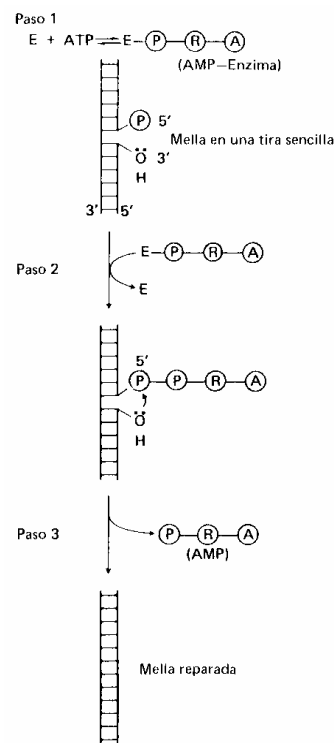 Paso 1
E + ATP ⇌ E–P–R–A
(AMP–Enzima)
P 5'
Mella en una tira sencilla
Ö 3'
H
3' 5'
Paso 2
E–P–R–A
E
5'
P–P–R–A
Ö
H
Paso 3
P–R–A
(AMP)
Mella reparada